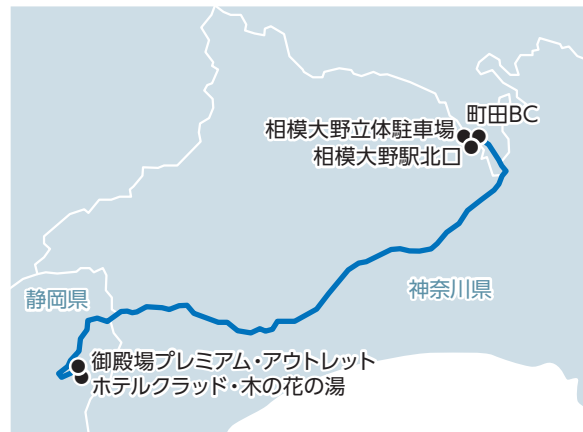 町田BC
相模大野立体駐車場
相模大野駅北口
静岡県
神奈川県
御殿場プレミアム・アウトレット
ホテルクラッド・木の花の湯